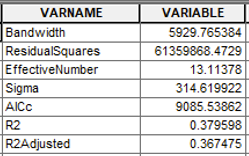 VARNAME VARIABLE
Bandwidth 5929.765384
ResidualSquares 61359868.4729
EffectiveNumber 13.11378
Sigma 314.619922
AICc 9085.53862
R2 0.379598
R2Adjusted 0.367475